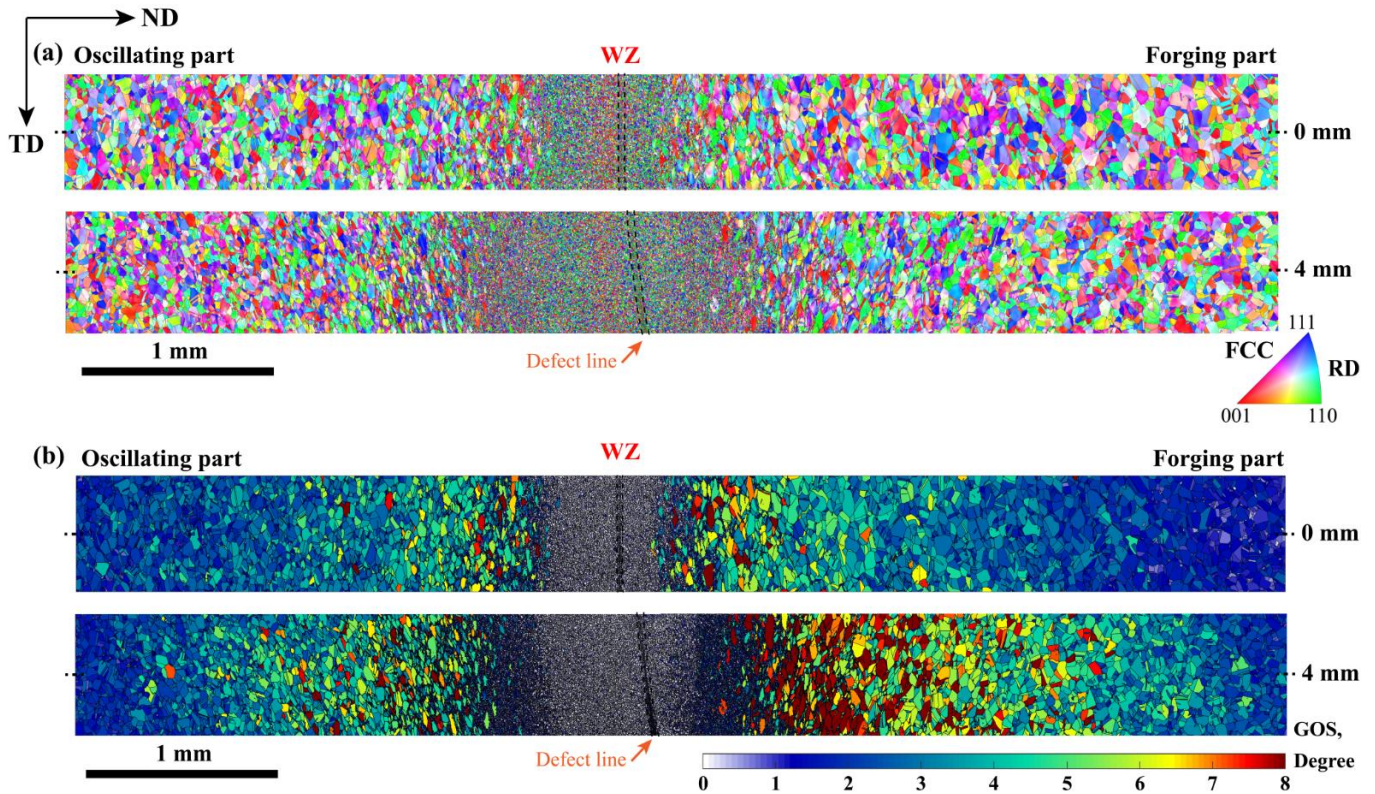 ND
TD
(a) Oscillating part WZ Forging part
0 mm
4 mm
1 mm
Defect line
111
FCC RD
001 110
(b) Oscillating part WZ Forging part
0 mm
4 mm
GOS,
1 mm
Defect line
Degree
0 1 2 3 4 5 6 7 8